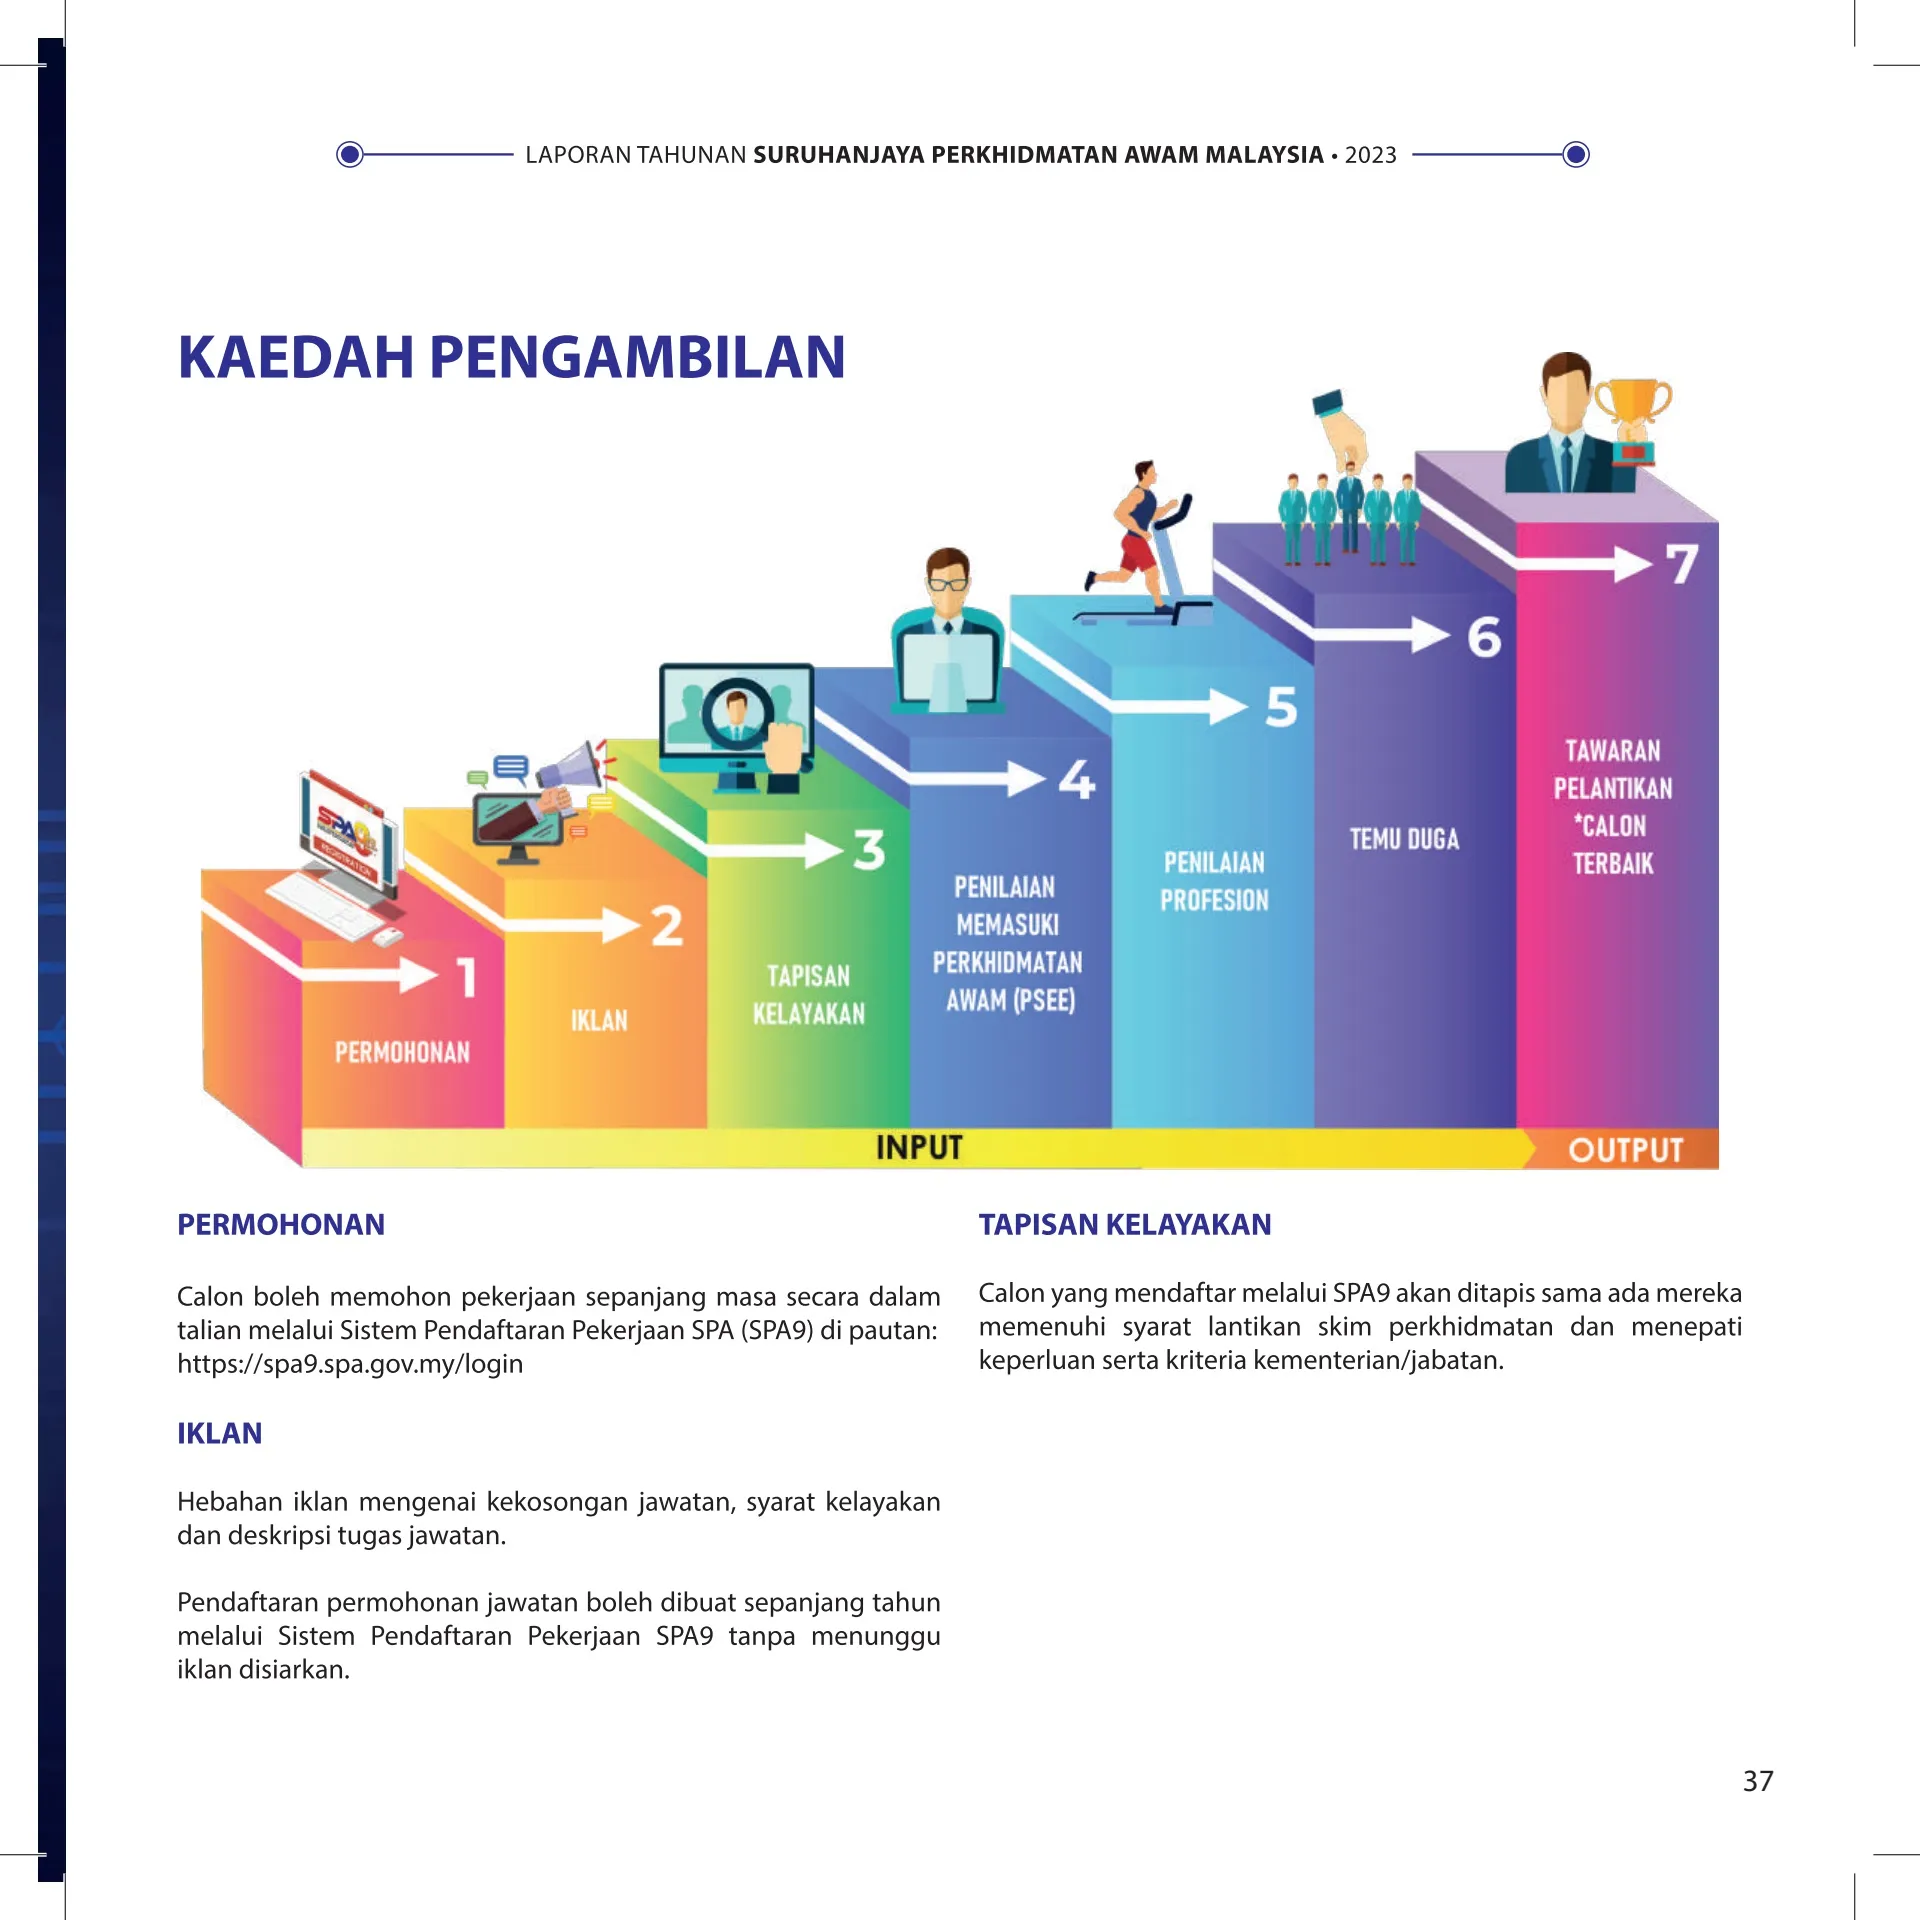 LAPORAN TAHUNAN SURUHANJAYA PERKHIDMATAN AWAM MALAYSIA • 2023
KAEDAH PENGAMBILAN
SPA9
REGISTRATION
1
PERMOHONAN
2
IKLAN
3
TAPISAN
KELAYAKAN
4
PENILAIAN
MEMASUKI
PERKHIDMATAN
AWAM (PSEE)
5
PENILAIAN
PROFESION
6
TEMU DUGA
7
TAWARAN
PELANTIKAN
*CALON
TERBAIK
INPUT
OUTPUT
PERMOHONAN
Calon boleh memohon pekerjaan sepanjang masa secara dalam
talian melalui Sistem Pendaftaran Pekerjaan SPA (SPA9) di pautan:
https://spa9.spa.gov.my/login
IKLAN
Hebahan iklan mengenai kekosongan jawatan, syarat kelayakan
dan deskripsi tugas jawatan.
Pendaftaran permohonan jawatan boleh dibuat sepanjang tahun
melalui Sistem Pendaftaran Pekerjaan SPA9 tanpa menunggu
iklan disiarkan.
TAPISAN KELAYAKAN
Calon yang mendaftar melalui SPA9 akan ditapis sama ada mereka
memenuhi syarat lantikan skim perkhidmatan dan menepati
keperluan serta kriteria kementerian/jabatan.
37